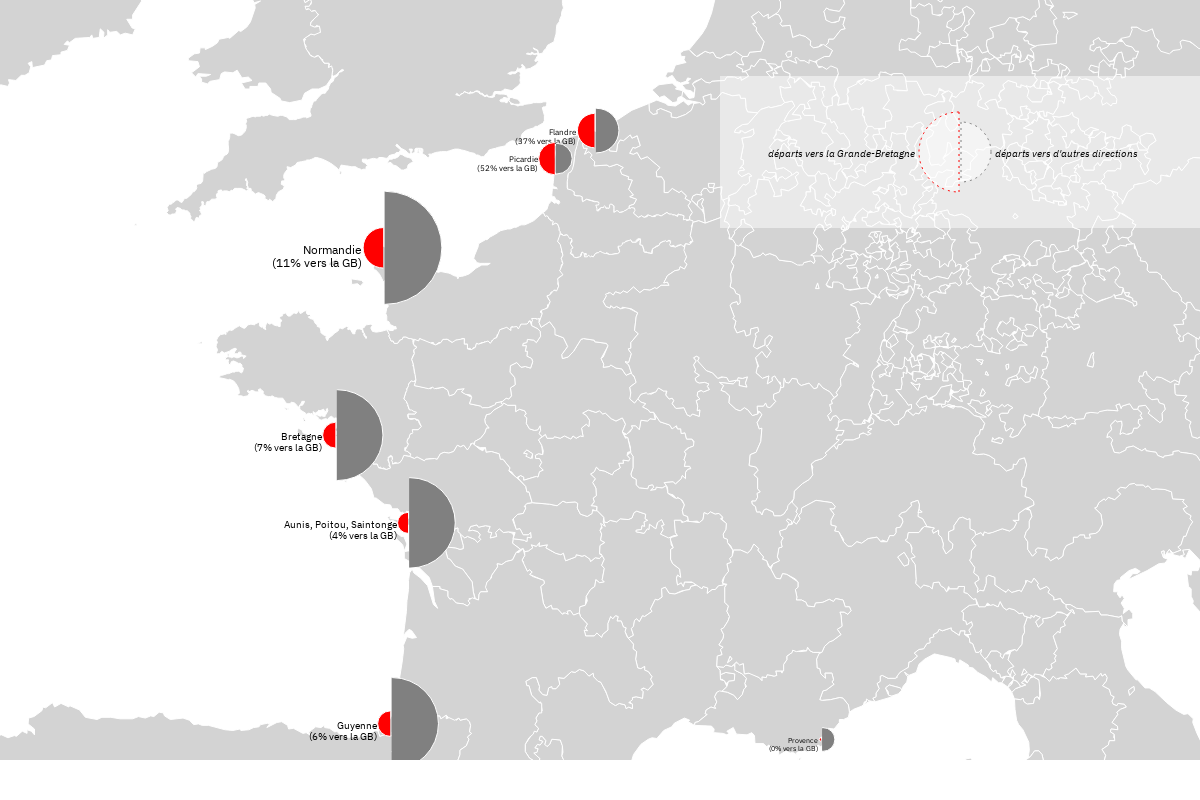 Flandre
(37% vers la GB)
Picardie
(52% vers la GB)
départs vers la Grande-Bretagne
départs vers d'autres directions
Normandie
(11% vers la GB)
Bretagne
(7% vers la GB)
Aunis, Poitou, Saintonge
(4% vers la GB)
Guyenne
(6% vers la GB)
Provence
(0% vers la GB)